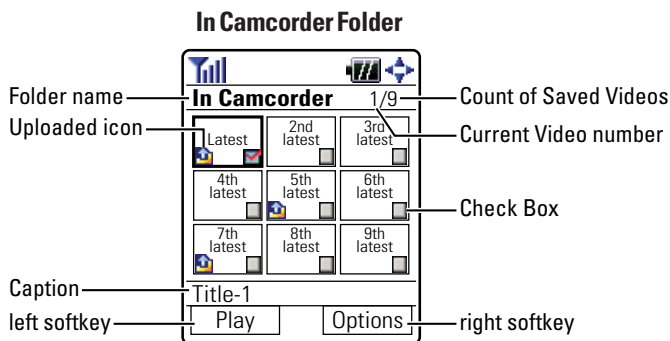 In Camcorder Folder
Folder name
In Camcorder 1/9
Count of Saved Videos
Uploaded icon
Current Video number
Latest
2nd latest
3rd latest
4th latest
5th latest
6th latest
Check Box
7th latest
8th latest
9th latest
Caption
Title-1
left softkey
Play
Options
right softkey